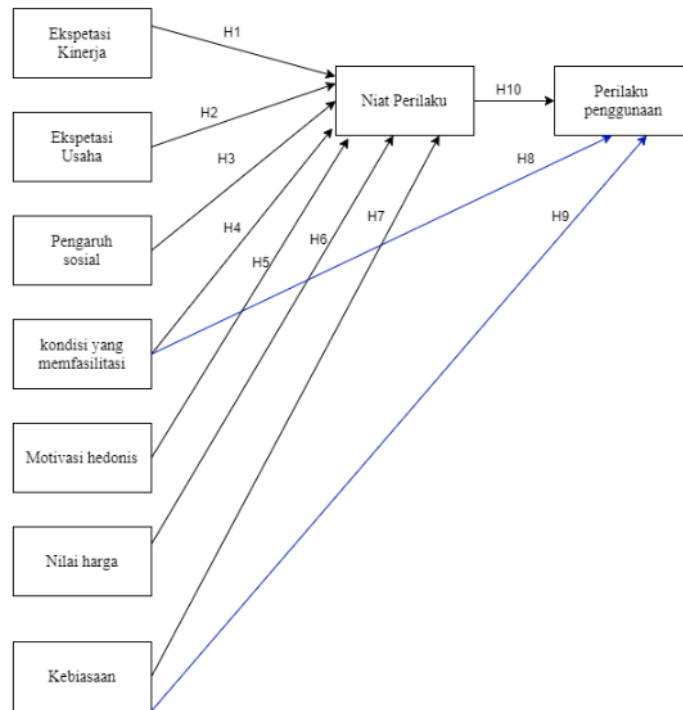 Ekspetasi
Kinerja
H1
Ekspetasi
Usaha
H2
Pengaruh
sosial
H3
kondisi yang
memfasilitasi
H4
Motivasi hedonis
H5
Nilai harga
H6
Kebiasaan
H7
Niat Perilaku
H10
Perilaku
penggunaan
H8
H9